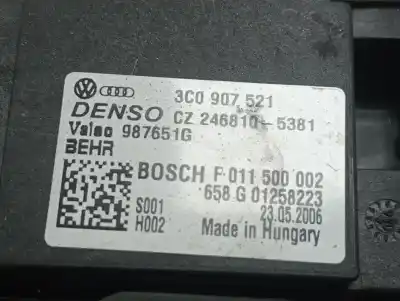 3C0 907 521
DENSO CZ 246810-5381
Valeo 987651G
BEHR
BOSCH F 011 500 002
658 G 01258223
S001 23.05.2006
H002 Made in Hungary